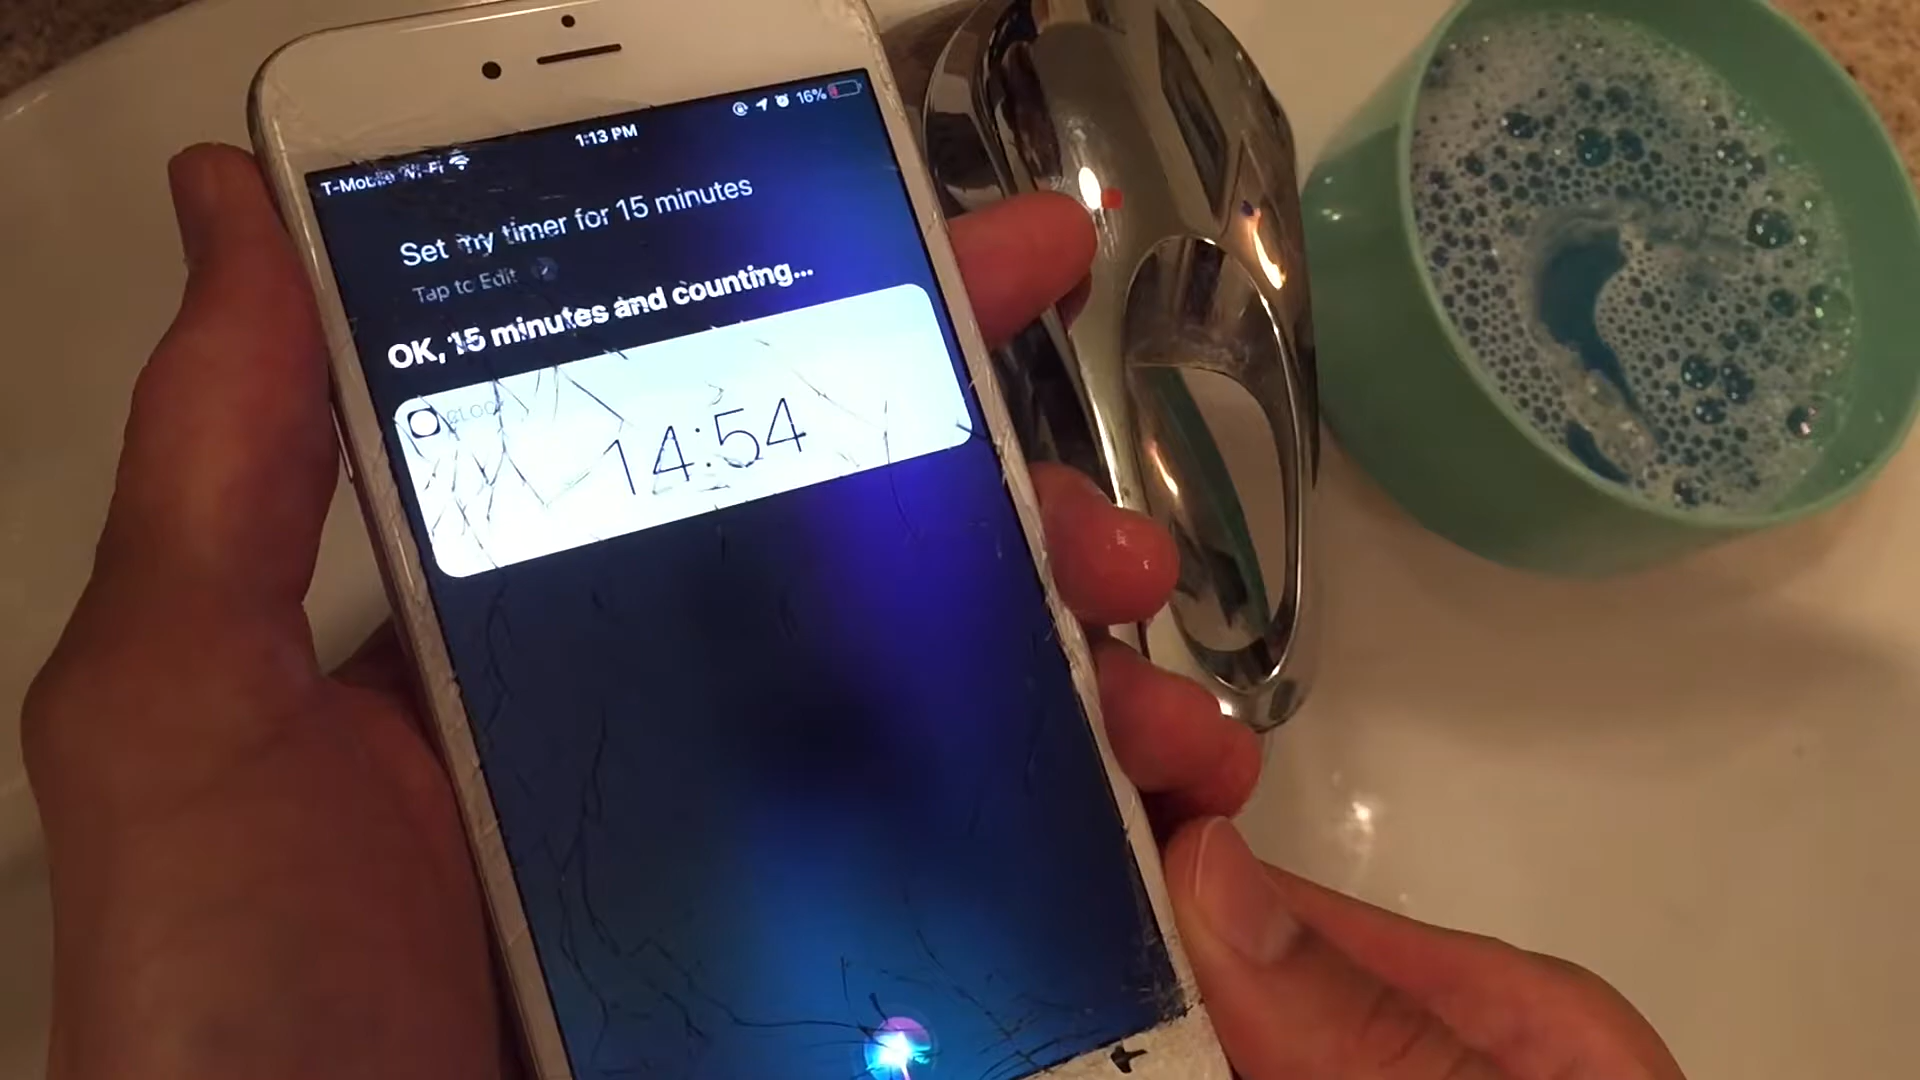 1:13 PM
16%
T-Mobile Wi-Fi
Set my timer for 15 minutes
Tap to Edit
OK, 15 minutes and counting...
CLOCK
14:54